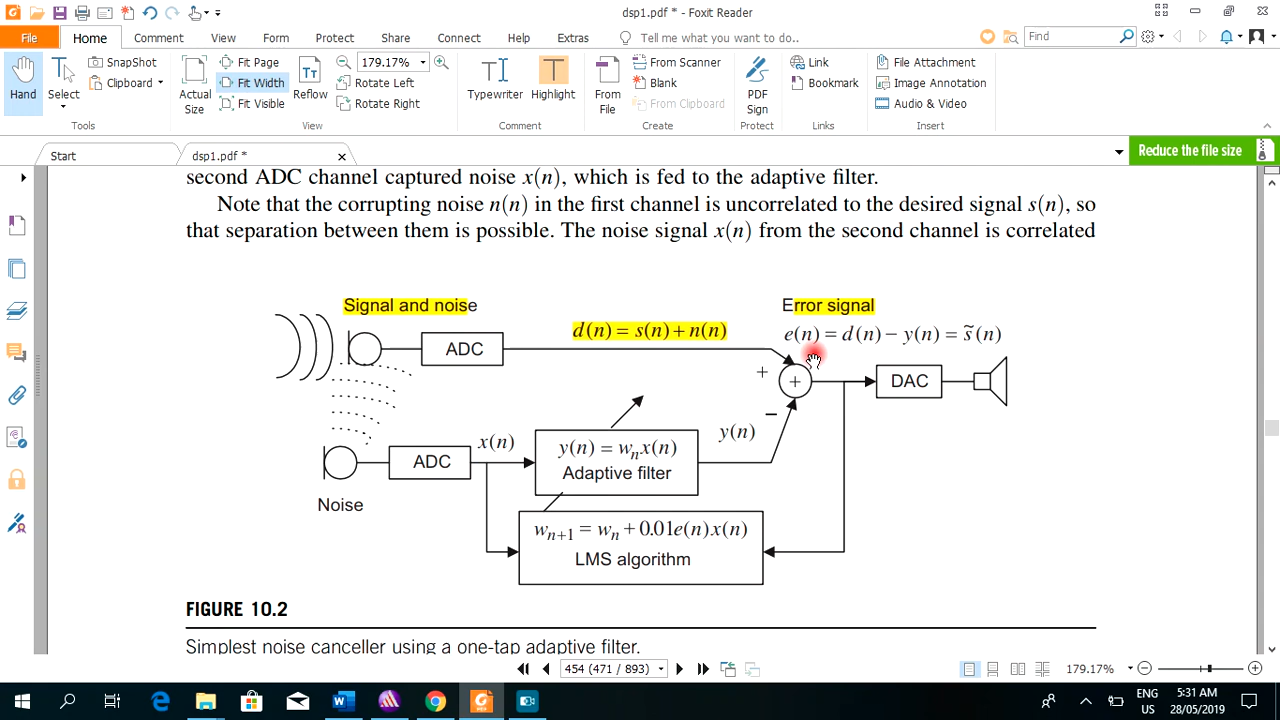 dsp1.pdf * - Foxit Reader
File Home Comment View Form Protect Share Connect Help Extras Tell me what you want to do... Find
Hand
Select
SnapShot
Clipboard
Actual Size
Fit Page
Fit Width
Fit Visible
Reflow
179.17%
Rotate Left
Rotate Right
Typewriter
Highlight
From File
From Scanner
Blank
From Clipboard
PDF Sign
Link
Bookmark
File Attachment
Image Annotation
Audio & Video
Tools View Comment Create Protect Links Insert
Start dsp1.pdf * Reduce the file size
second ADC channel captured noise x(n), which is fed to the adaptive filter.
Note that the corrupting noise n(n) in the first channel is uncorrelated to the desired signal s(n), so
that separation between them is possible. The noise signal x(n) from the second channel is correlated
Signal and noise
Error signal
d(n) = s(n) + n(n)
e(n) = d(n) − y(n) = s̃(n)
ADC
+
+
DAC
−
x(n)
y(n)
ADC
y(n) = wₙx(n)
Adaptive filter
Noise
wₙ₊₁ = wₙ + 0.01e(n)x(n)
LMS algorithm
FIGURE 10.2
Simplest noise canceller using a one-tap adaptive filter.
454 (471 / 893) 179.17%
ENG
US
5:31 AM
28/05/2019